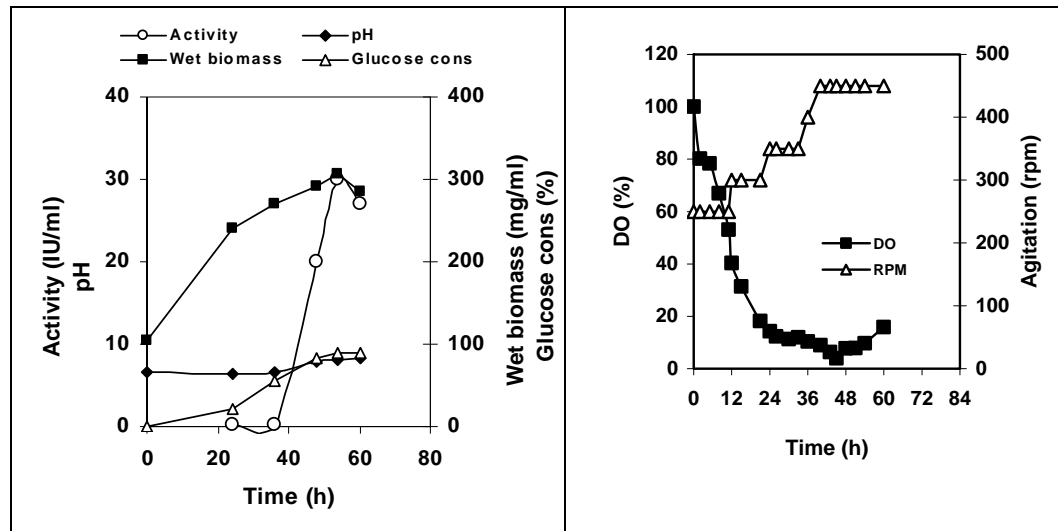 Activity pH
Wet biomass Glucose cons
40 400
30 300
20 200
10 100
0 0
0 20 40 60 80
Time (h)
Activity (IU/ml)
pH
Wet biomass (mg/ml)
Glucose cons (%)
120 500
100 400
80 300
60
40 200
20 100
0 0
0 12 24 36 48 60 72 84
Time (h)
DO (%)
Agitation (rpm)
DO
RPM